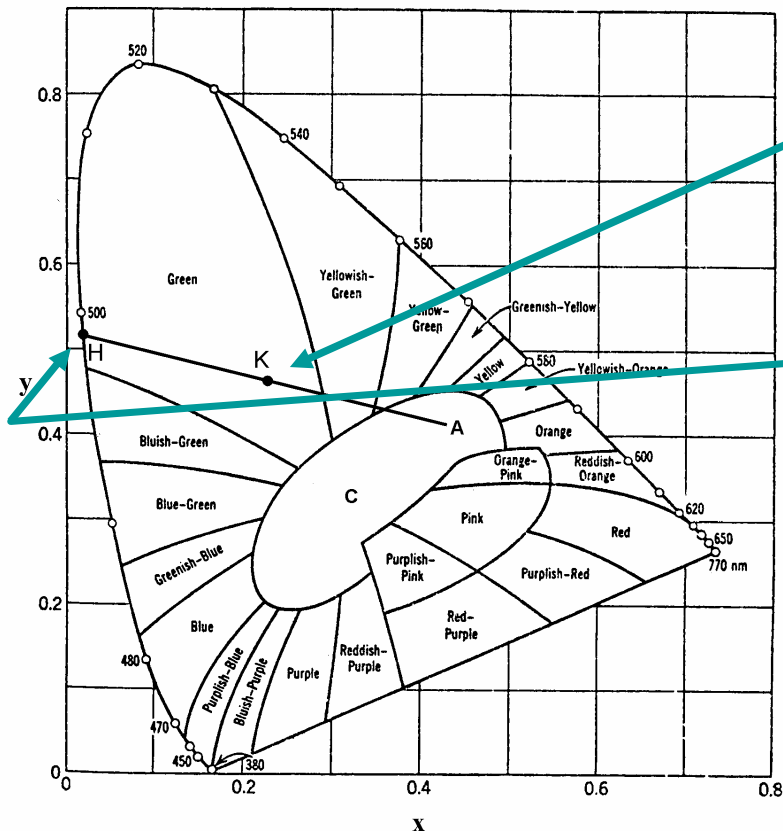 520
0.8
540
560
0.6
Green
Yellowish-
Green
Yellow-
Green
Greenish-Yellow
500
H
K
580
y
Yellow
Yellowish-Orange
0.4
A
Bluish-Green
Orange
Orange-
Pink
Reddish-
Orange
600
C
Blue-Green
Pink
620
Red
650
770 nm
Greenish-Blue
Purplish-
Pink
Purplish-Red
0.2
Blue
Red-
Purple
480
Purplish-Blue
Bluish-Purple
Purple
Reddish-
Purple
470
450
380
0
0
0.2
0.4
0.6
0.8
x